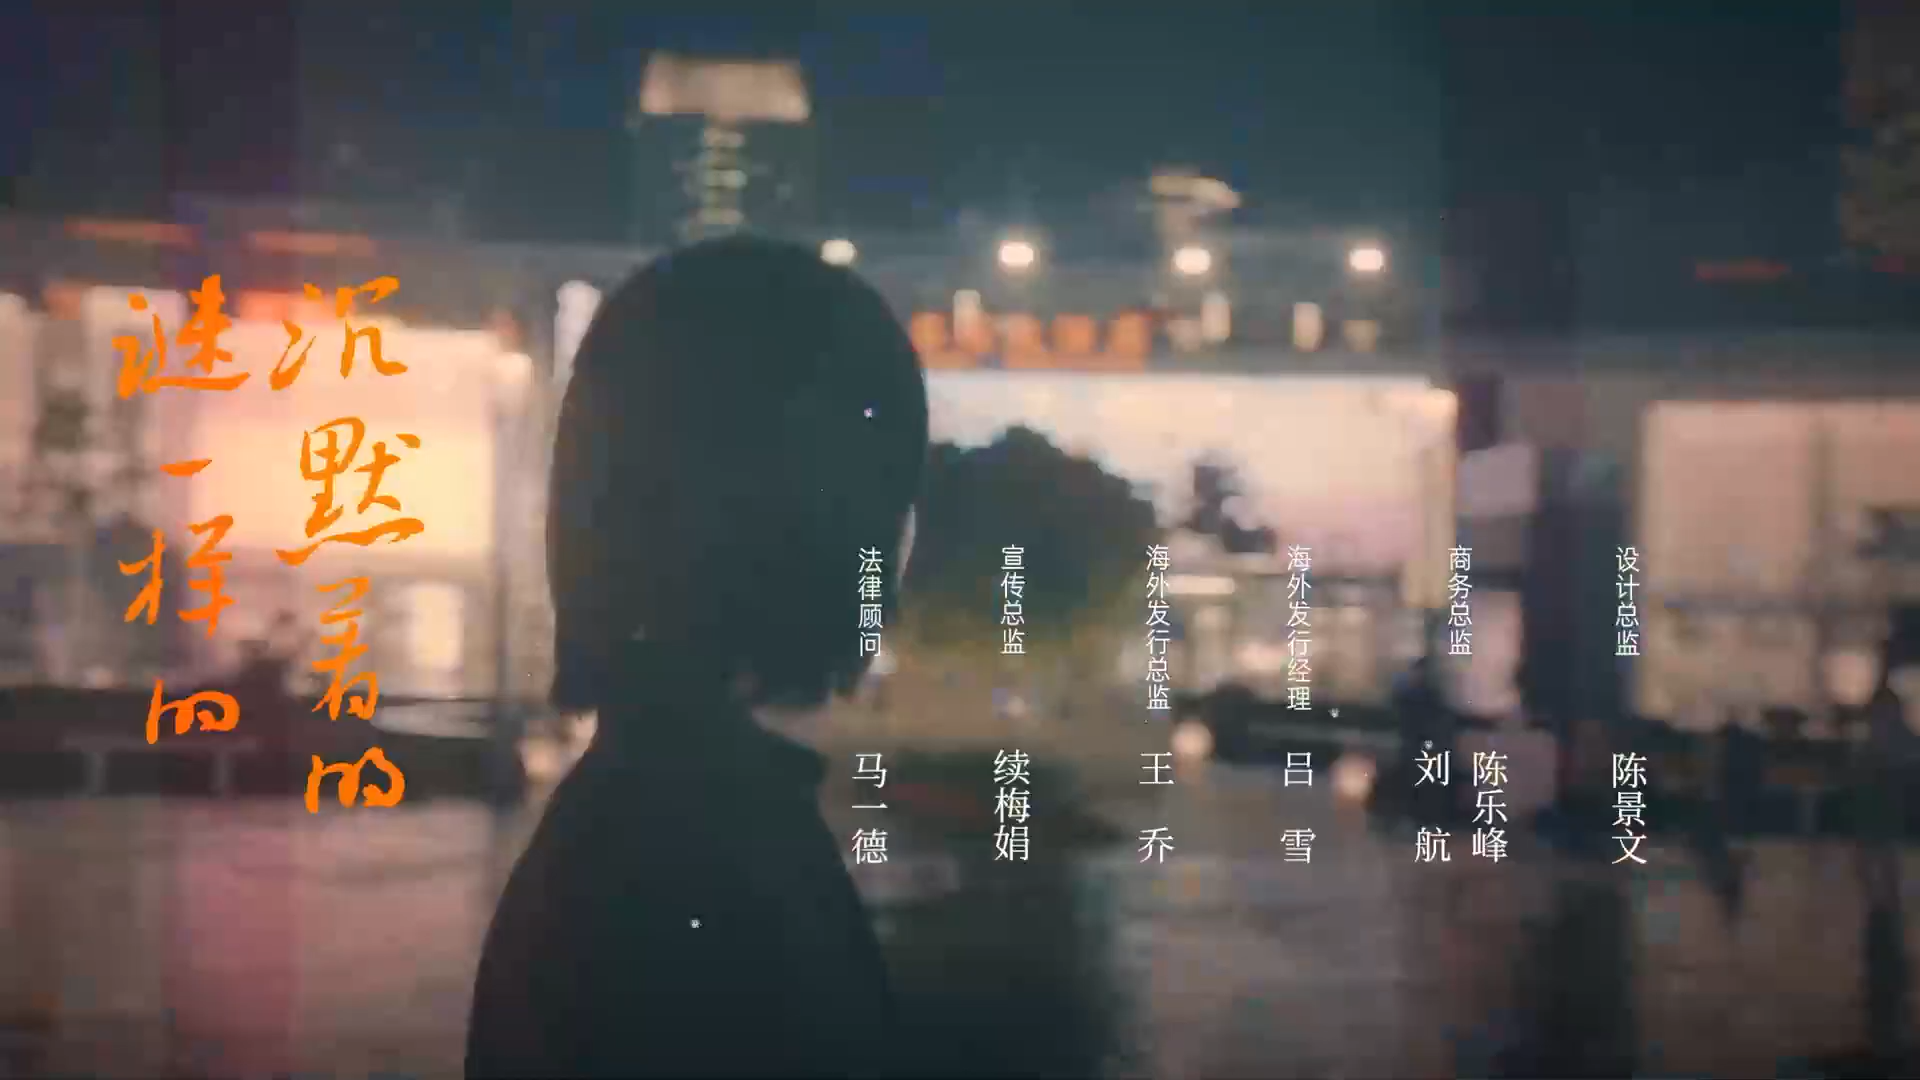 沉默着的
谜一样的
设计总监
陈景文
商务总监
陈乐峰
刘航
海外发行经理
吕雪
海外发行总监
王乔
宣传总监
续梅娟
法律顾问
马一德